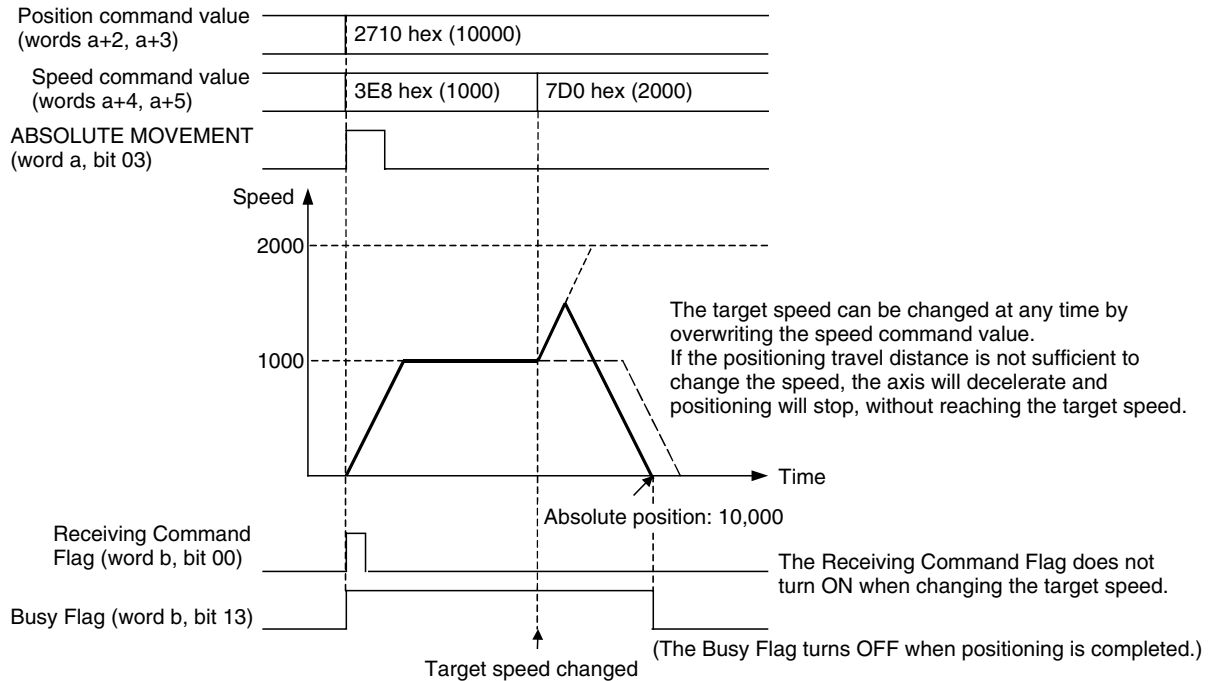 Position command value
(words a+2, a+3)
2710 hex (10000)
Speed command value
(words a+4, a+5)
3E8 hex (1000)
7D0 hex (2000)
ABSOLUTE MOVEMENT
(word a, bit 03)
Speed
2000
The target speed can be changed at any time by
overwriting the speed command value.
If the positioning travel distance is not sufficient to
change the speed, the axis will decelerate and
positioning will stop, without reaching the target speed.
1000
Time
Absolute position: 10,000
Receiving Command
Flag (word b, bit 00)
The Receiving Command Flag does not
turn ON when changing the target speed.
Busy Flag (word b, bit 13)
(The Busy Flag turns OFF when positioning is completed.)
Target speed changed